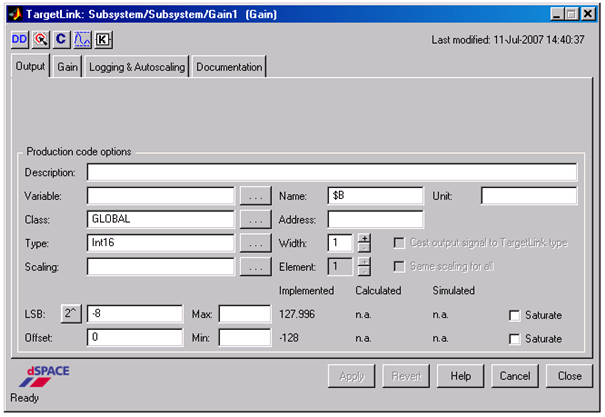 TargetLink: Subsystem/Subsystem/Gain1 (Gain)
DD C K Last modified: 11-Jul-2007 14:40:37
Output Gain Logging & Autoscaling Documentation
Production code options
Description:
Variable: ... Name: $B Unit:
Class: GLOBAL ... Address:
Type: Int16 ... Width: 1 + - Cast output signal to TargetLink type
Scaling: ... Element: 1 + - Same scaling for all
Implemented Calculated Simulated
LSB: 2^ -8 Max: 127.996 n.a. n.a. Saturate
Offset: 0 Min: -128 n.a. n.a. Saturate
dSPACE Apply Revert Help Cancel Close
Ready